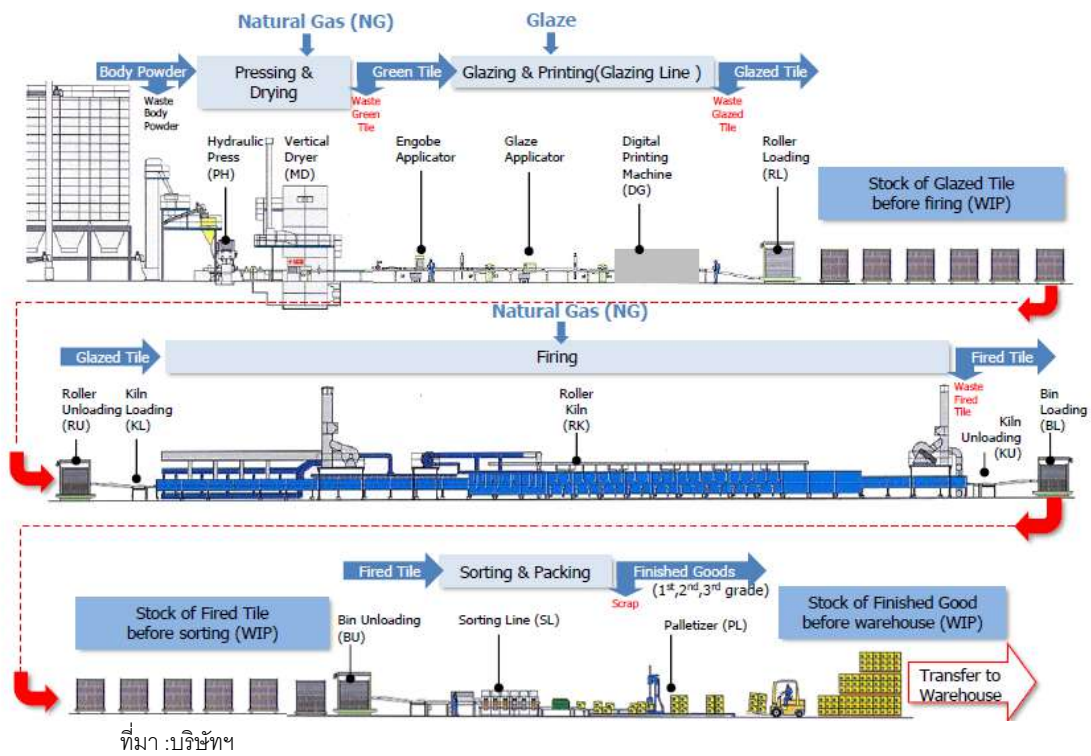 Natural Gas (NG)
Glaze
Body Powder
Pressing &
Drying
Green Tile
Glazing & Printing(Glazing Line )
Glazed Tile
Waste
Body
Powder
Waste
Green
Tile
Waste
Glazed
Tile
Hydraulic
Press
(PH)
Vertical
Dryer
(MD)
Engobe
Applicator
Glaze
Applicator
Digital
Printing
Machine
(DG)
Roller
Loading
(RL)
Stock of Glazed Tile
before firing (WIP)
Natural Gas (NG)
Glazed Tile
Firing
Fired Tile
Roller
Unloading
(RU)
Kiln
Loading
(KL)
Roller
Kiln
(RK)
Waste
Fired
Tile
Kiln
Unloading
(KU)
Bin
Loading
(BL)
Fired Tile
Sorting & Packing
Finished Goods
(1st,2nd,3rd grade)
Scrap
Stock of Fired Tile
before sorting (WIP)
Bin Unloading
(BU)
Sorting Line (SL)
Palletizer (PL)
Stock of Finished Good
before warehouse (WIP)
Transfer to
Warehouse
ที่มา :บริษัทฯ